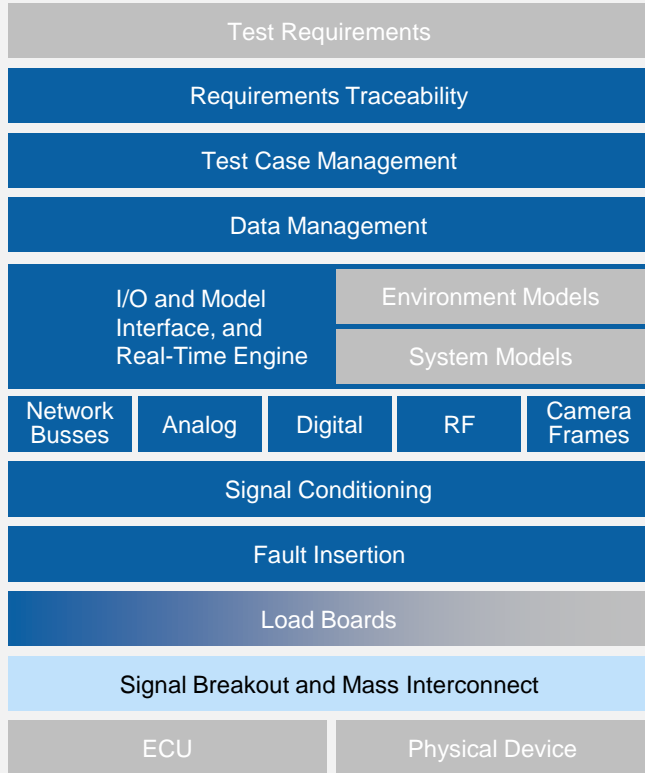 Test Requirements
Requirements Traceability
Test Case Management
Data Management
I/O and Model
Interface, and
Real-Time Engine
Environment Models
System Models
Network
Busses
Analog
Digital
RF
Camera
Frames
Signal Conditioning
Fault Insertion
Load Boards
Signal Breakout and Mass Interconnect
ECU
Physical Device